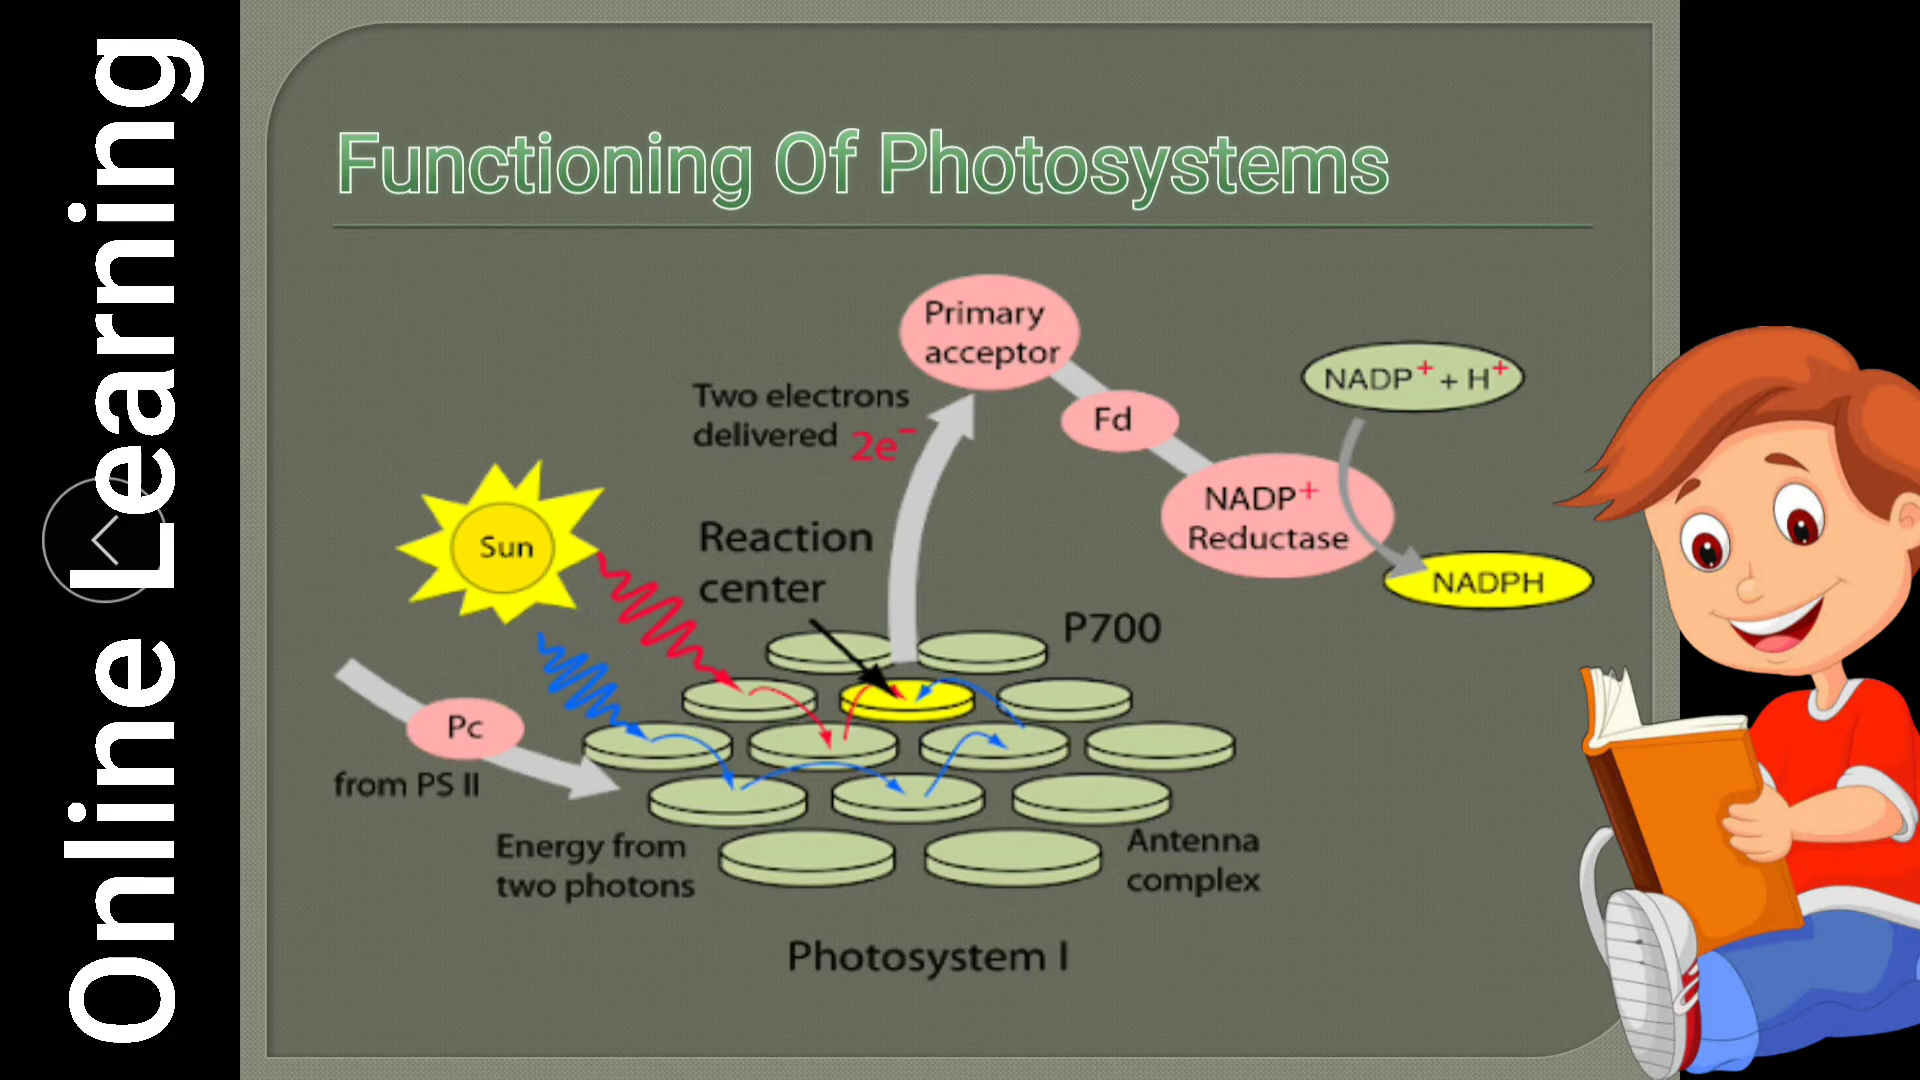 Online Learning
Functioning Of Photosystems
Primary
acceptor
Two electrons
delivered 2e⁻
Fd
NADP⁺ + H⁺
NADP⁺
Reductase
NADPH
Sun
Reaction
center
P700
Pc
from PS II
Energy from
two photons
Antenna
complex
Photosystem I